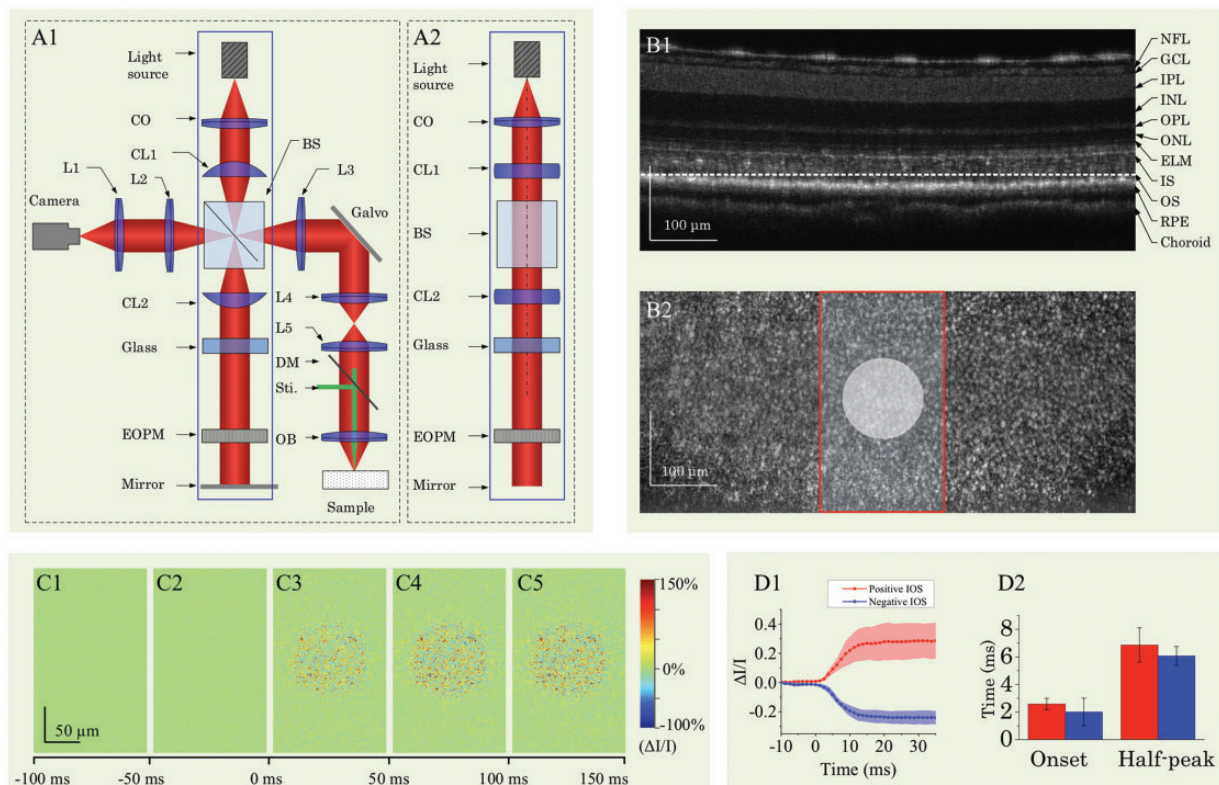 A1
Light
source
CO
CL1
BS
L1
L2
L3
Camera
Galvo
CL2
L4
L5
Glass
DM
Sti.
EOPM
OB
Mirror
Sample
A2
Light
source
CO
CL1
BS
CL2
Glass
EOPM
Mirror
B1
100 µm
NFL
GCL
IPL
INL
OPL
ONL
ELM
IS
OS
RPE
Choroid
B2
100 µm
C1
C2
C3
C4
C5
50 µm
150%
0%
-100%
(ΔI/I)
-100 ms
-50 ms
0 ms
50 ms
100 ms
150 ms
D1
Positive IOS
Negative IOS
ΔI/I
0.4
0.2
0.0
-0.2
-10
0
10
20
30
Time (ms)
D2
Time (ms)
8
6
4
2
0
Onset
Half-peak